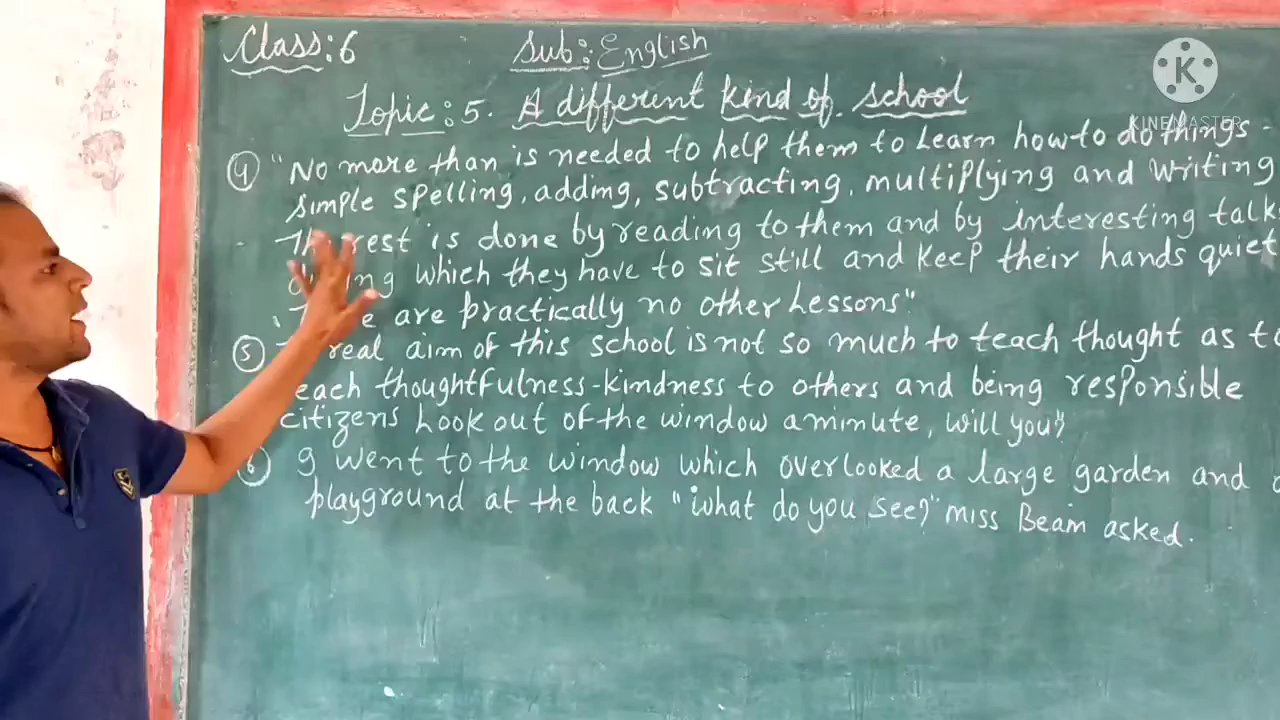 Class:6 Sub: English
K
KINEMASTER
Topic:5. A different kind of school
4 "No more than is needed to help them to Learn how to do things -
simple spelling, adding, subtracting, multiplying and writing
rest is done by reading to them and by interesting talk
which they have to sit still and keep their hands quiet
are practically no other Lessons"
5 real aim of this school is not so much to teach thought as to
each thoughtfulness-kindness to others and being responsible
citizens Look out of the window a minute, will you?
6 I went to the window which overlooked a large garden and a
playground at the back "what do you see?" miss Beam asked.